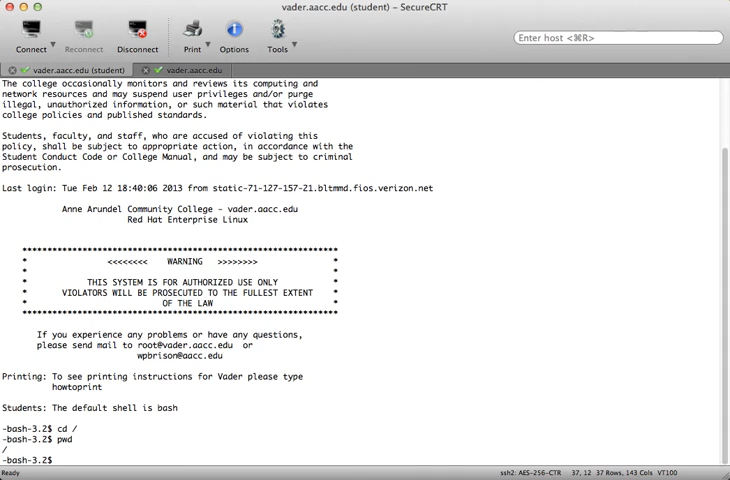 vader.aacc.edu (student) – SecureCRT
Connect Reconnect Disconnect Print Options Tools Enter host <⌘R>
vader.aacc.edu (student) vader.aacc.edu
The college occasionally monitors and reviews its computing and
network resources and may suspend user privileges and/or purge
illegal, unauthorized information, or such material that violates
college policies and published standards.
Students, faculty, and staff, who are accused of violating this
policy, shall be subject to appropriate action, in accordance with the
Student Conduct Code or College Manual, and may be subject to criminal
prosecution.
Last login: Tue Feb 12 18:40:06 2013 from static-71-127-157-21.bltmmd.fios.verizon.net
Anne Arundel Community College - vader.aacc.edu
Red Hat Enterprise Linux
***************************************************************
* <<<<<<<< WARNING >>>>>>>> *
* *
* THIS SYSTEM IS FOR AUTHORIZED USE ONLY *
* VIOLATORS WILL BE PROSECUTED TO THE FULLEST EXTENT *
* OF THE LAW *
***************************************************************
If you experience any problems or have any questions,
please send mail to root@vader.aacc.edu or
wpbrison@aacc.edu
Printing: To see printing instructions for Vader please type
howtoprint
Students: The default shell is bash
-bash-3.2$ cd /
-bash-3.2$ pwd
/
-bash-3.2$
Ready ssh2: AES-256-CTR 37, 12 37 Rows, 143 Cols VT100